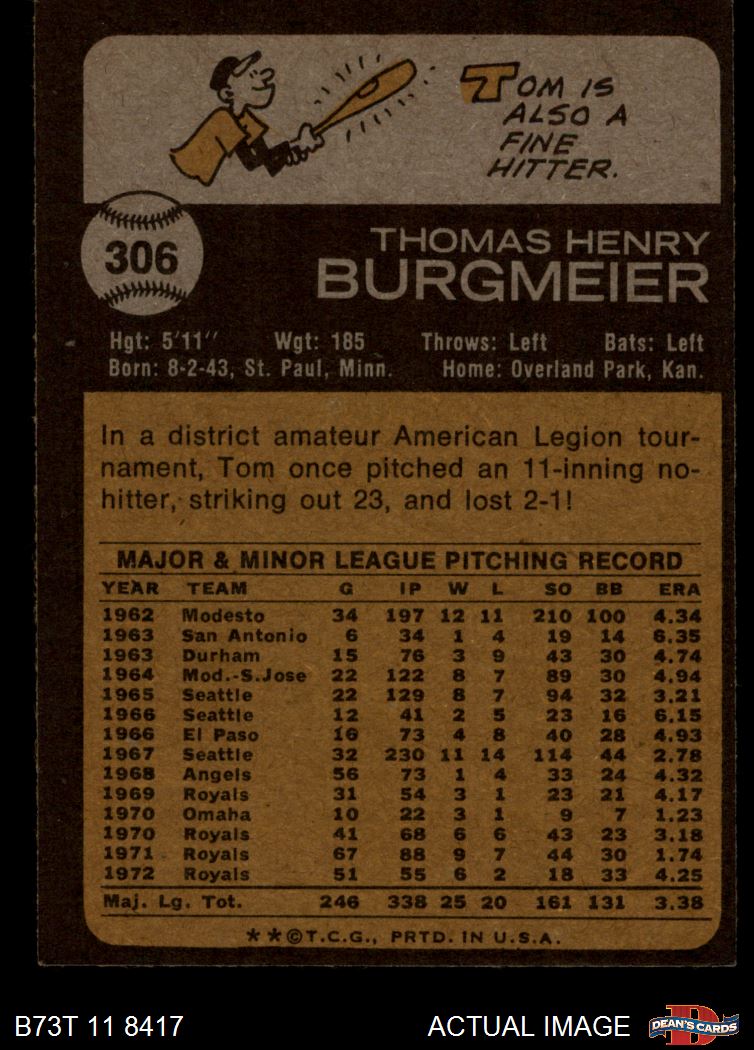 TOM IS
ALSO A
FINE
HITTER.
306
THOMAS HENRY
BURGMEIER
Hgt: 5'11'' Wgt: 185 Throws: Left Bats: Left
Born: 8-2-43, St. Paul, Minn. Home: Overland Park, Kan.
In a district amateur American Legion tour-
nament, Tom once pitched an 11-inning no-
hitter, striking out 23, and lost 2-1!
MAJOR & MINOR LEAGUE PITCHING RECORD
YEAR TEAM G IP W L SO BB ERA
1962 Modesto 34 197 12 11 210 100 4.34
1963 San Antonio 6 34 1 4 19 14 6.35
1963 Durham 15 76 3 9 43 30 4.74
1964 Mod.-S.Jose 22 122 8 7 89 30 4.94
1965 Seattle 22 129 8 7 94 32 3.21
1966 Seattle 12 41 2 5 23 16 6.15
1966 El Paso 16 73 4 8 40 28 4.93
1967 Seattle 32 230 11 14 114 44 2.78
1968 Angels 56 73 1 4 33 24 4.32
1969 Royals 31 54 3 1 23 21 4.17
1970 Omaha 10 22 3 1 9 7 1.23
1970 Royals 41 68 6 6 43 23 3.18
1971 Royals 67 88 9 7 44 30 1.74
1972 Royals 51 55 6 2 18 33 4.25
Maj. Lg. Tot. 246 338 25 20 161 131 3.38
**©T.C.G., PRTD. IN U.S.A.
B73T 11 8417 ACTUAL IMAGE DEAN'S CARDS